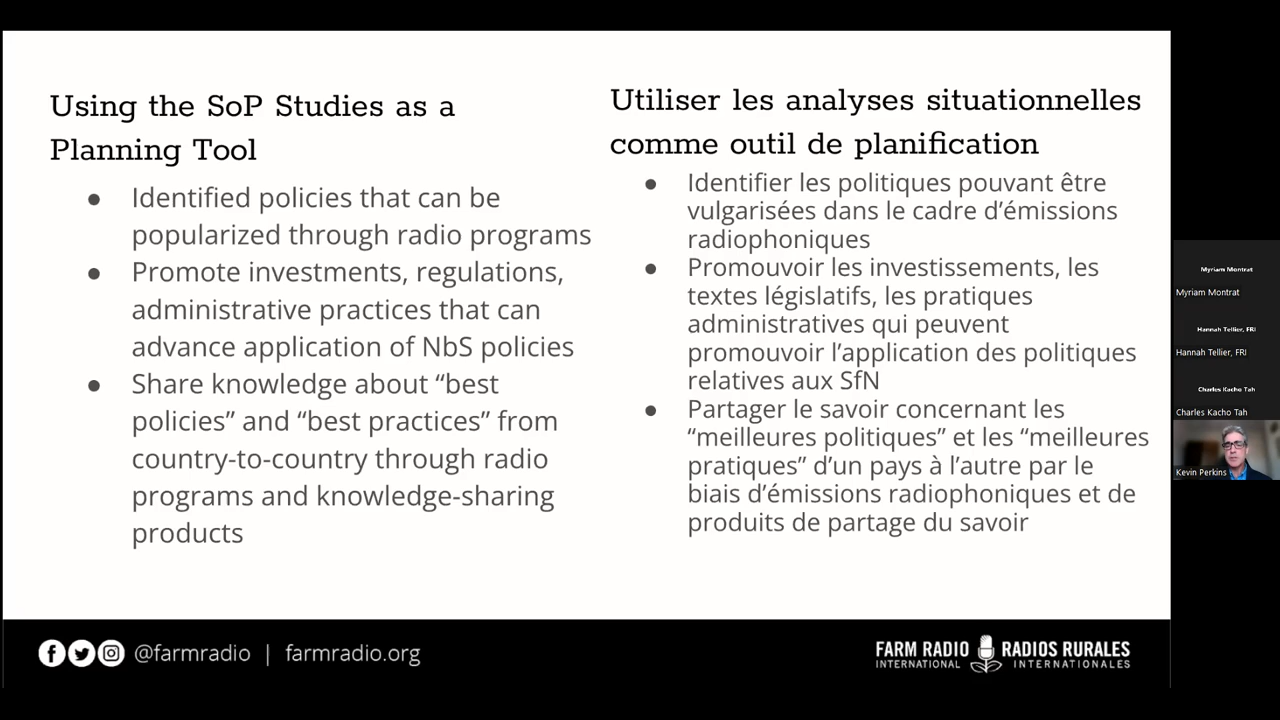 Using the SoP Studies as a
Planning Tool
● Identified policies that can be
popularized through radio programs
● Promote investments, regulations,
administrative practices that can
advance application of NbS policies
● Share knowledge about “best
policies” and “best practices” from
country-to-country through radio
programs and knowledge-sharing
products
Utiliser les analyses situationnelles
comme outil de planification
● Identifier les politiques pouvant être
vulgarisées dans le cadre d’émissions
radiophoniques
● Promouvoir les investissements, les
textes législatifs, les pratiques
administratives qui peuvent
promouvoir l’application des politiques
relatives aux SfN
● Partager le savoir concernant les
“meilleures politiques” et les “meilleures
pratiques” d’un pays à l’autre par le
biais d’émissions radiophoniques et de
produits de partage du savoir
@farmradio | farmradio.org
FARM RADIO RADIOS RURALES
INTERNATIONAL INTERNATIONALES
Myriam Montrat
Myriam Montrat
Hannah Tellier, FRI
Hannah Tellier, FRI
Charles Kacho Tah
Charles Kacho Tah
Kevin Perkins